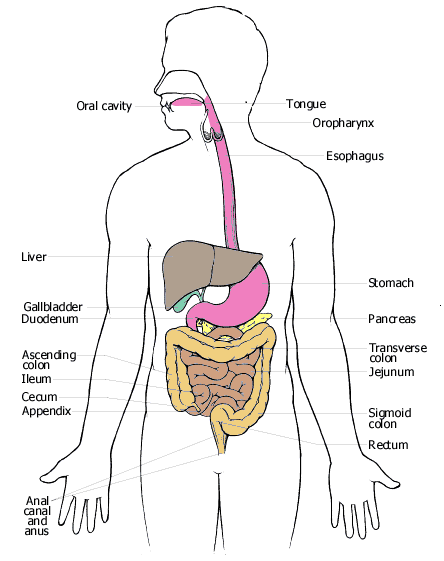 Oral cavity
Tongue
Oropharynx
Esophagus
Liver
Stomach
Gallbladder
Duodenum
Pancreas
Transverse
colon
Ascending
colon
Jejunum
Ileum
Cecum
Appendix
Sigmoid
colon
Rectum
Anal
canal
and
anus